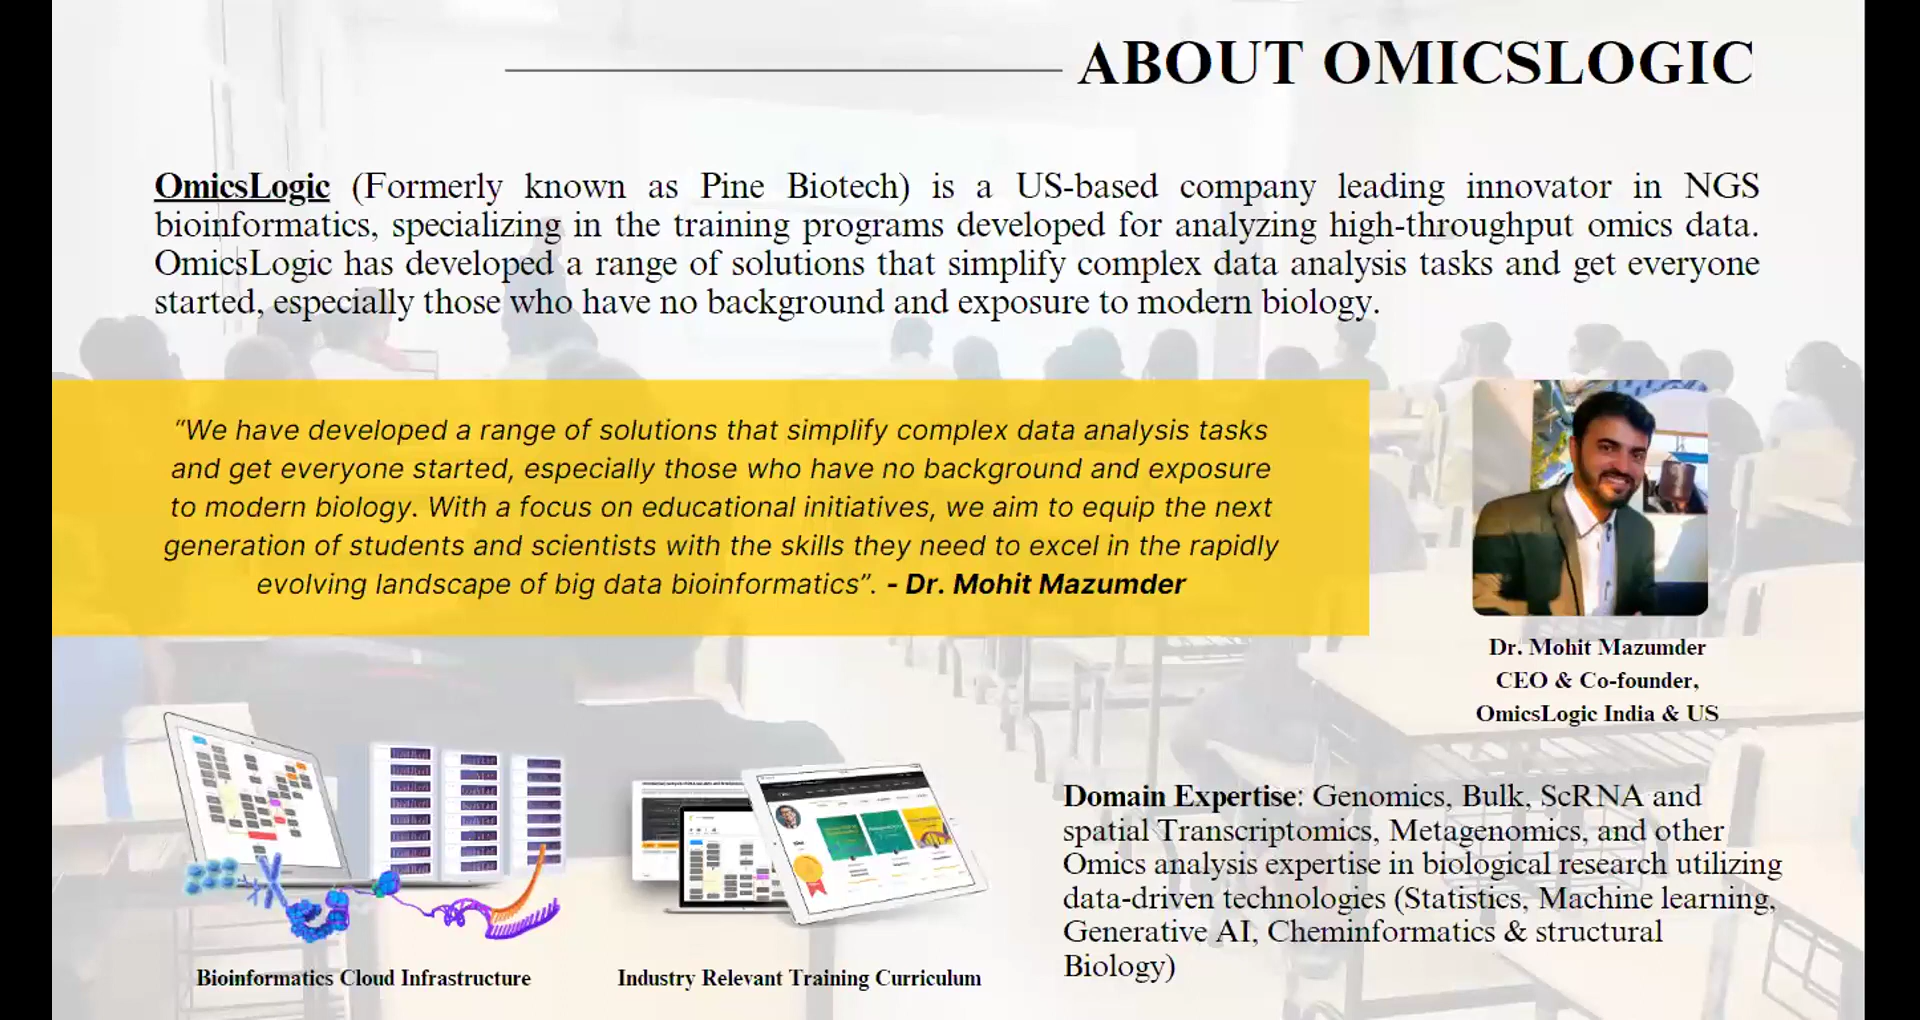 ABOUT OMICSLOGIC
OmicsLogic (Formerly known as Pine Biotech) is a US-based company leading innovator in NGS
bioinformatics, specializing in the training programs developed for analyzing high-throughput omics data.
OmicsLogic has developed a range of solutions that simplify complex data analysis tasks and get everyone
started, especially those who have no background and exposure to modern biology.
“We have developed a range of solutions that simplify complex data analysis tasks
and get everyone started, especially those who have no background and exposure
to modern biology. With a focus on educational initiatives, we aim to equip the next
generation of students and scientists with the skills they need to excel in the rapidly
evolving landscape of big data bioinformatics”. - Dr. Mohit Mazumder
Dr. Mohit Mazumder
CEO & Co-founder,
OmicsLogic India & US
Bioinformatics Cloud Infrastructure
Industry Relevant Training Curriculum
Domain Expertise: Genomics, Bulk, ScRNA and
spatial Transcriptomics, Metagenomics, and other
Omics analysis expertise in biological research utilizing
data-driven technologies (Statistics, Machine learning,
Generative AI, Cheminformatics & structural
Biology)